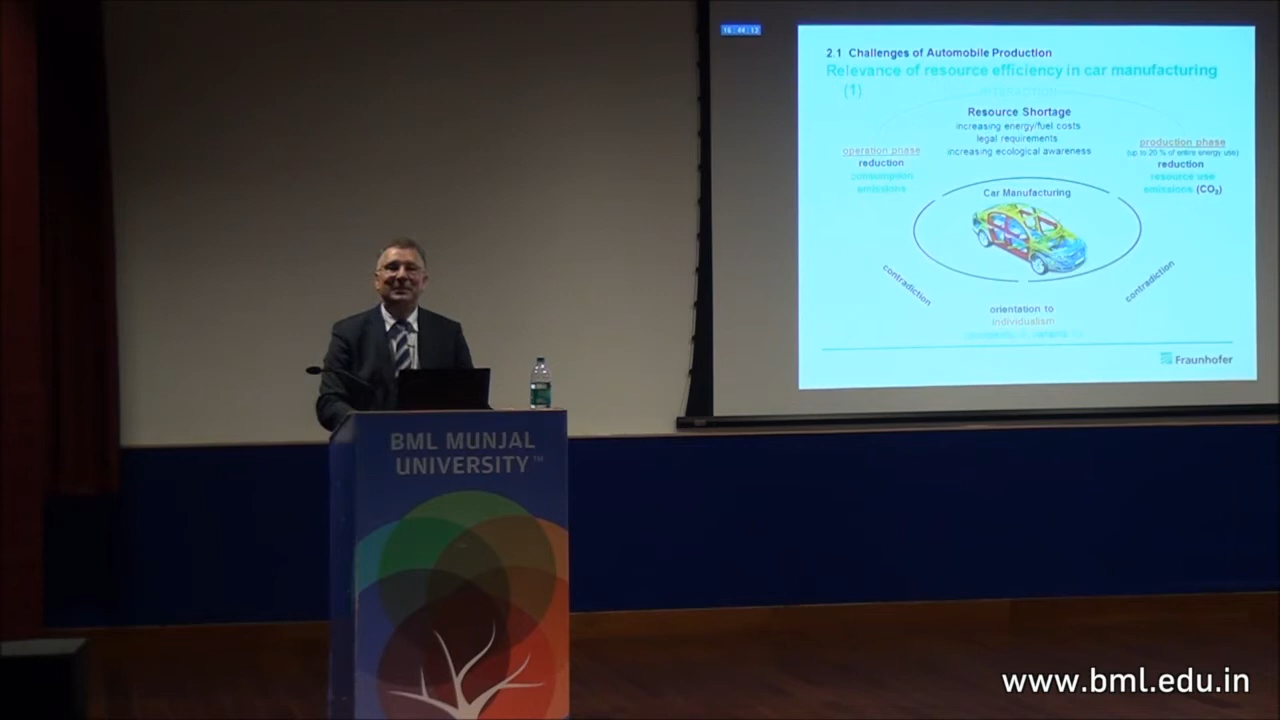 16:44:12
2.1 Challenges of Automobile Production
Relevance of resource efficiency in car manufacturing
(1)
INTERACTION
Resource Shortage
increasing energy/fuel costs
legal requirements
increasing ecological awareness
operation phase
reduction
consumption
emissions
production phase
(up to 20 % of entire energy use)
reduction
resource use
emissions (CO₂)
Car Manufacturing
contradiction
contradiction
orientation to
individualism
Fraunhofer
BML MUNJAL
UNIVERSITY™
www.bml.edu.in